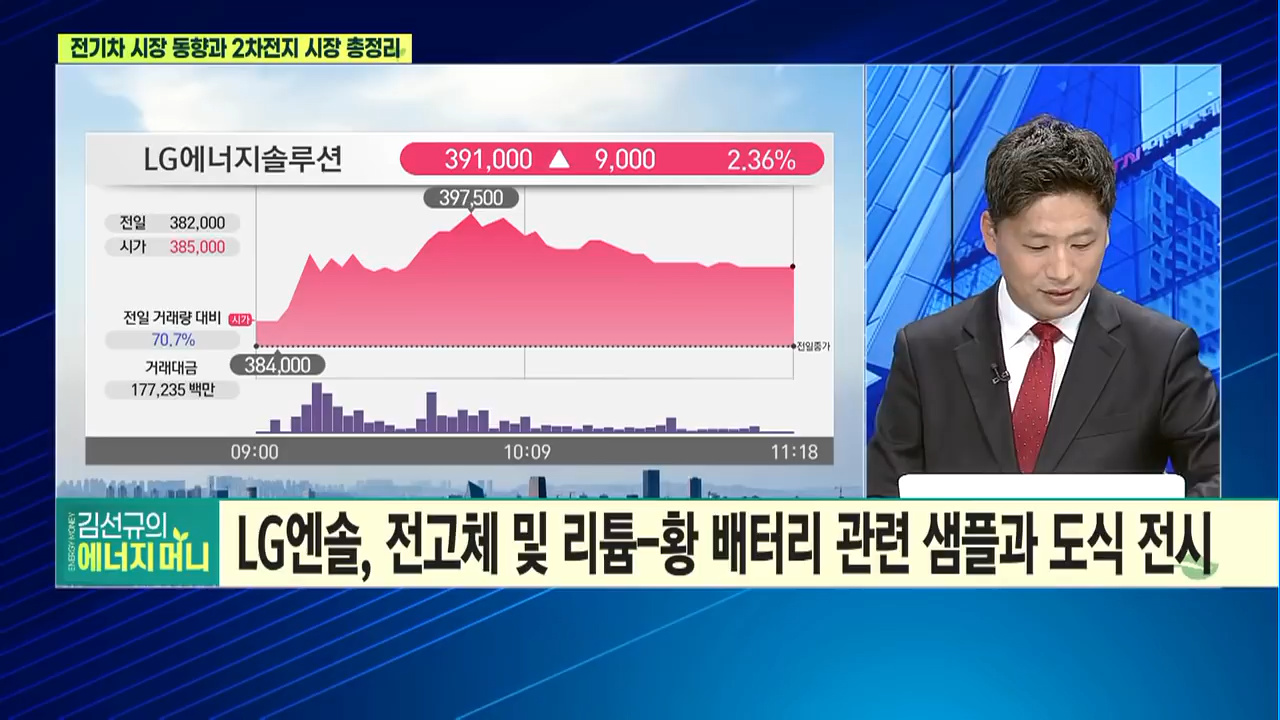 전기차 시장 동향과 2차전지 시장 총정리
LG에너지솔루션
391,000 ▲ 9,000 2.36%
397,500
전일 382,000
시가 385,000
전일 거래량 대비
70.7%
시가
전일종가
384,000
거래대금
177,235 백만
09:00 10:09 11:18
ENERGY MONEY
김선규의
에너지 머니
LG엔솔, 전고체 및 리튬-황 배터리 관련 샘플과 도식 전시